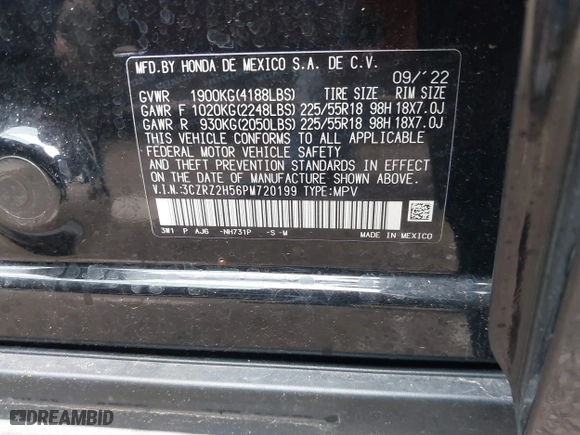 MFD.BY HONDA DE MEXICO S.A. DE C.V.
09/'22
GVWR 1900KG(4188LBS) TIRE SIZE RIM SIZE
GAWR F 1020KG(2248LBS) 225/55R18 98H 18X7.0J
GAWR R 930KG(2050LBS) 225/55R18 98H 18X7.0J
THIS VEHICLE CONFORMS TO ALL APPLICABLE
FEDERAL MOTOR VEHICLE SAFETY
AND THEFT PREVENTION STANDARDS IN EFFECT
ON THE DATE OF MANUFACTURE SHOWN ABOVE.
V.I.N:3CZRZ2H56PM720199 TYPE:MPV
3W1 P AJ6 -NH731P -S -M MADE IN MEXICO
DREAMBID